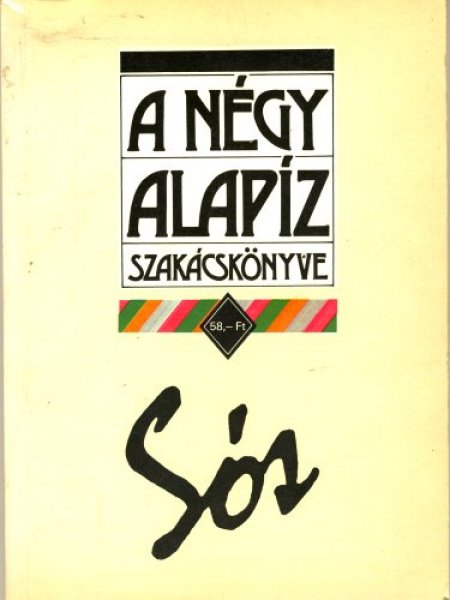 A NÉGY
ALAPÍZ
SZAKÁCSKÖNYVE
58,– Ft
Sós